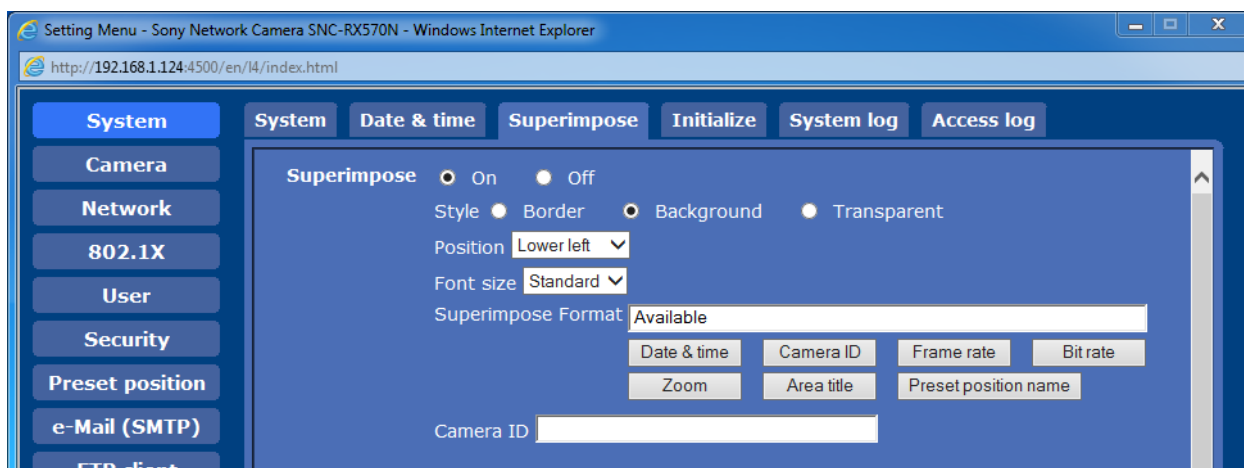 Setting Menu - Sony Network Camera SNC-RX570N - Windows Internet Explorer
http://192.168.1.124:4500/en/l4/index.html
System
Camera
Network
802.1X
User
Security
Preset position
e-Mail (SMTP)
FTP client
System Date & time Superimpose Initialize System log Access log
Superimpose On Off
Style Border Background Transparent
Position Lower left
Font size Standard
Superimpose Format Available
Date & time Camera ID Frame rate Bit rate
Zoom Area title Preset position name
Camera ID